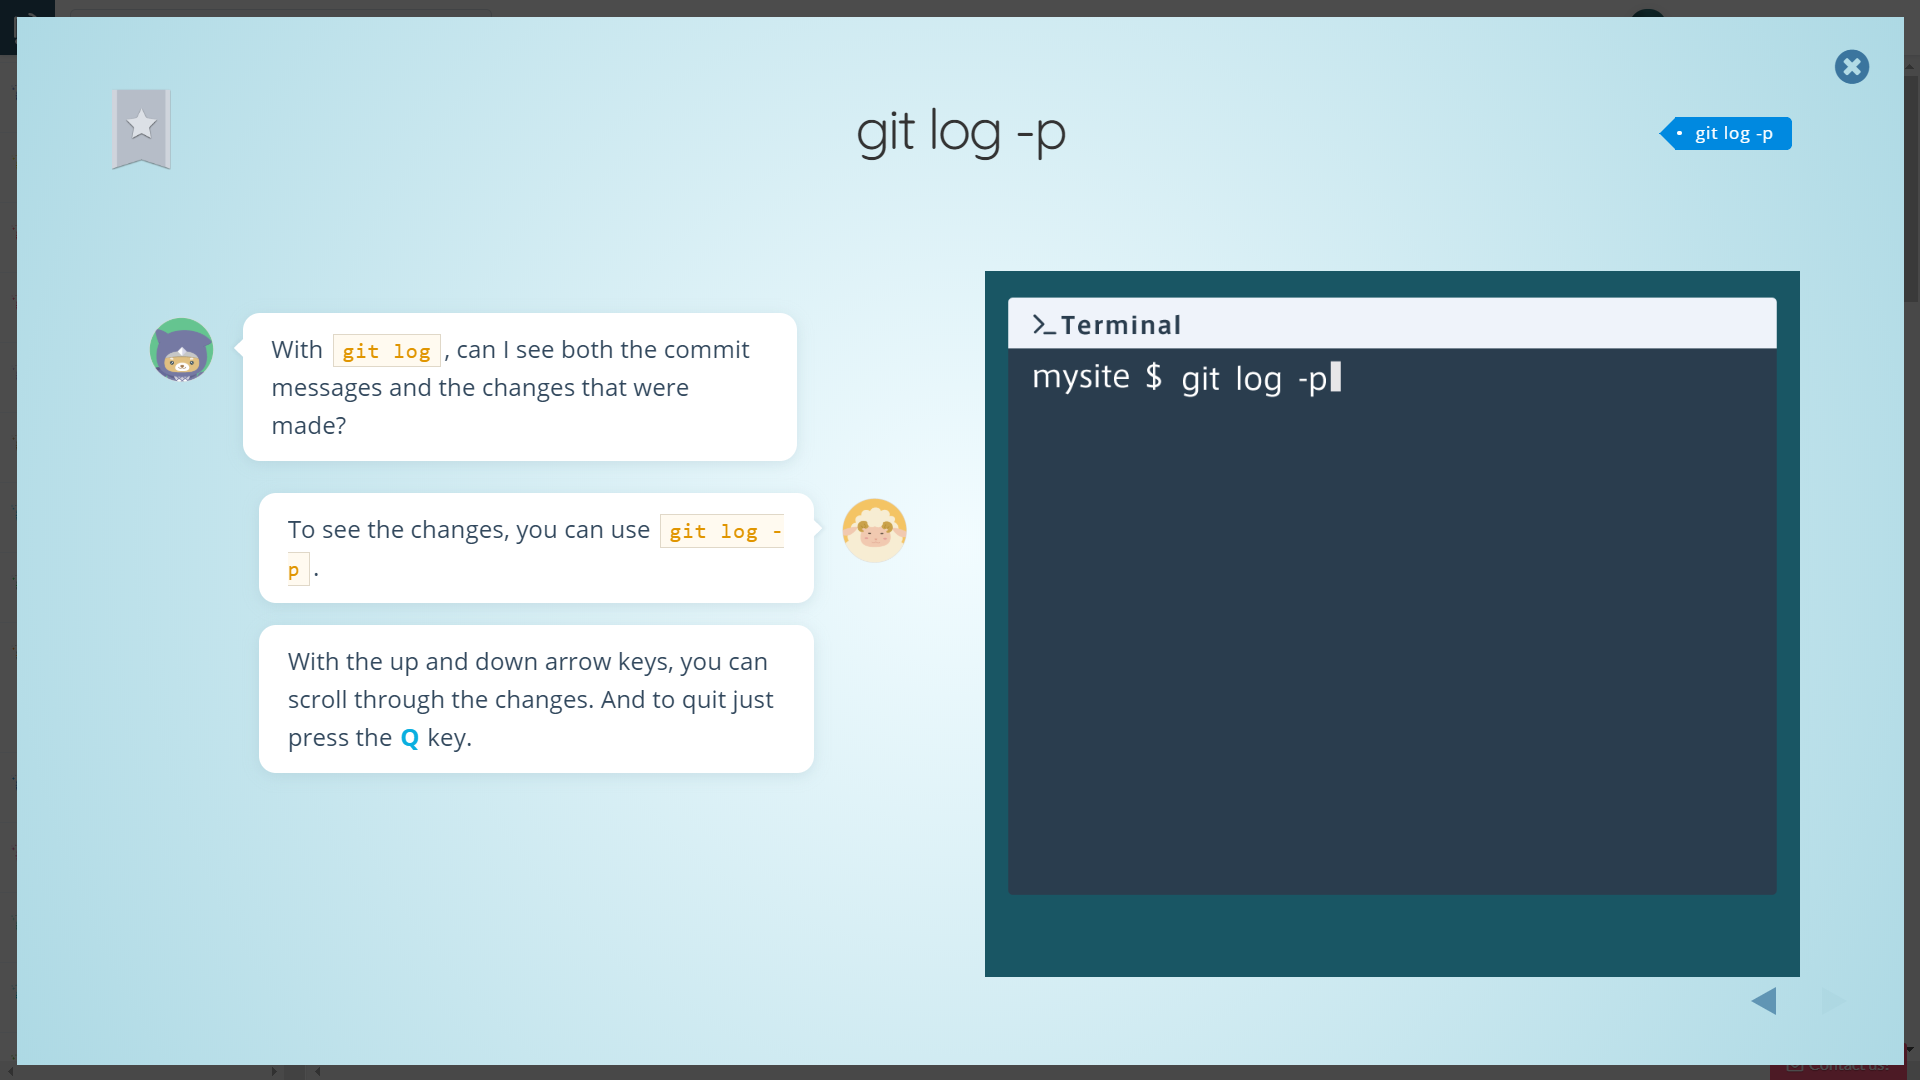 git log -p
git log -p
With git log , can I see both the commit
messages and the changes that were
made?
To see the changes, you can use git log -
p .
With the up and down arrow keys, you can
scroll through the changes. And to quit just
press the Q key.
>_Terminal
mysite $ git log -p
Contact us!